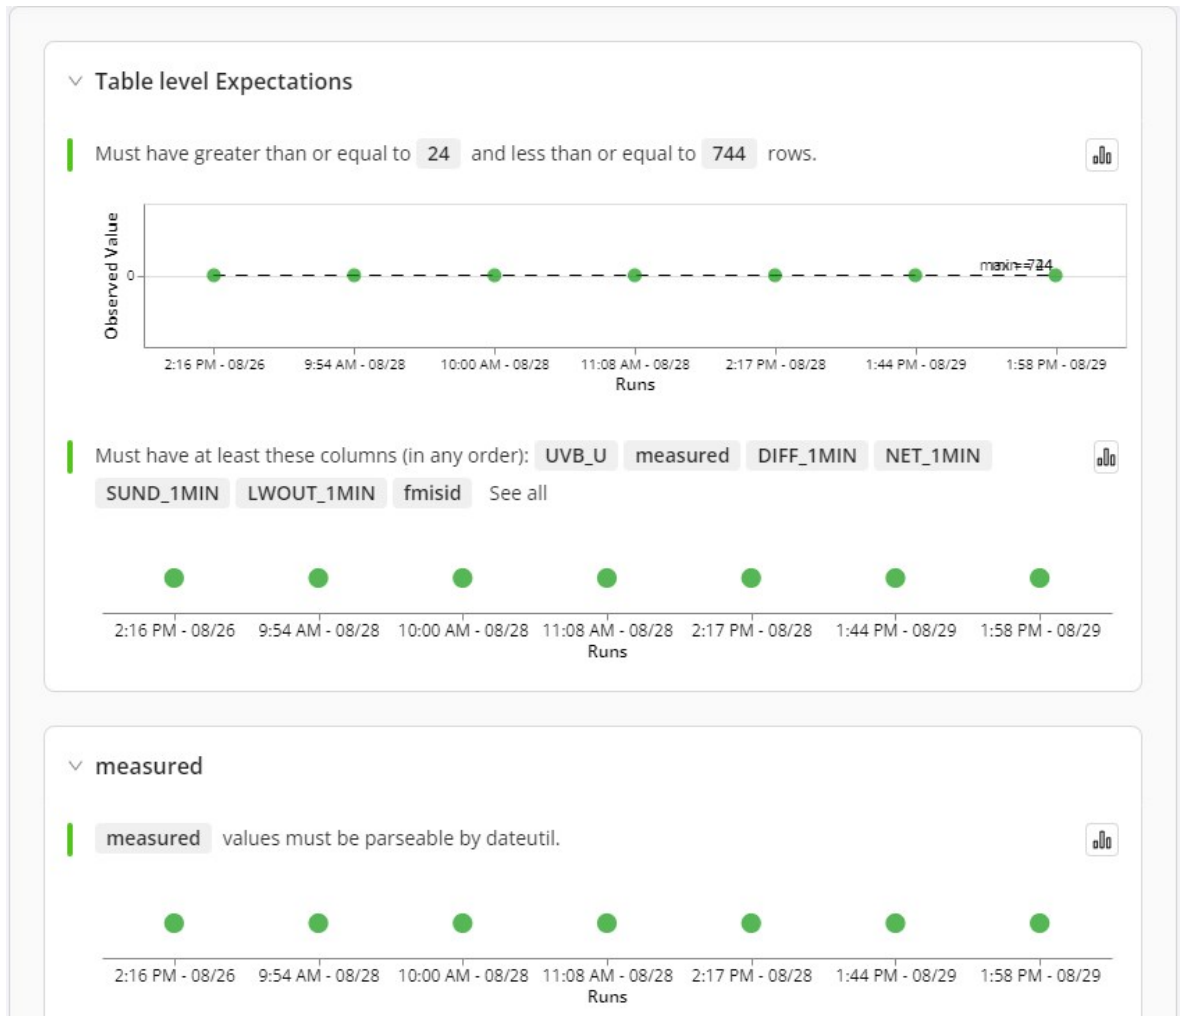 Table level Expectations
Must have greater than or equal to 24 and less than or equal to 744 rows.
Observed Value
0
2:16 PM - 08/26 9:54 AM - 08/28 10:00 AM - 08/28 11:08 AM - 08/28 2:17 PM - 08/28 1:44 PM - 08/29 1:58 PM - 08/29
Runs
Must have at least these columns (in any order): UVB_U measured DIFF_1MIN NET_1MIN
SUND_1MIN LWOUT_1MIN fmisid See all
2:16 PM - 08/26 9:54 AM - 08/28 10:00 AM - 08/28 11:08 AM - 08/28 2:17 PM - 08/28 1:44 PM - 08/29 1:58 PM - 08/29
Runs
measured
measured values must be parseable by dateutil.
2:16 PM - 08/26 9:54 AM - 08/28 10:00 AM - 08/28 11:08 AM - 08/28 2:17 PM - 08/28 1:44 PM - 08/29 1:58 PM - 08/29
Runs